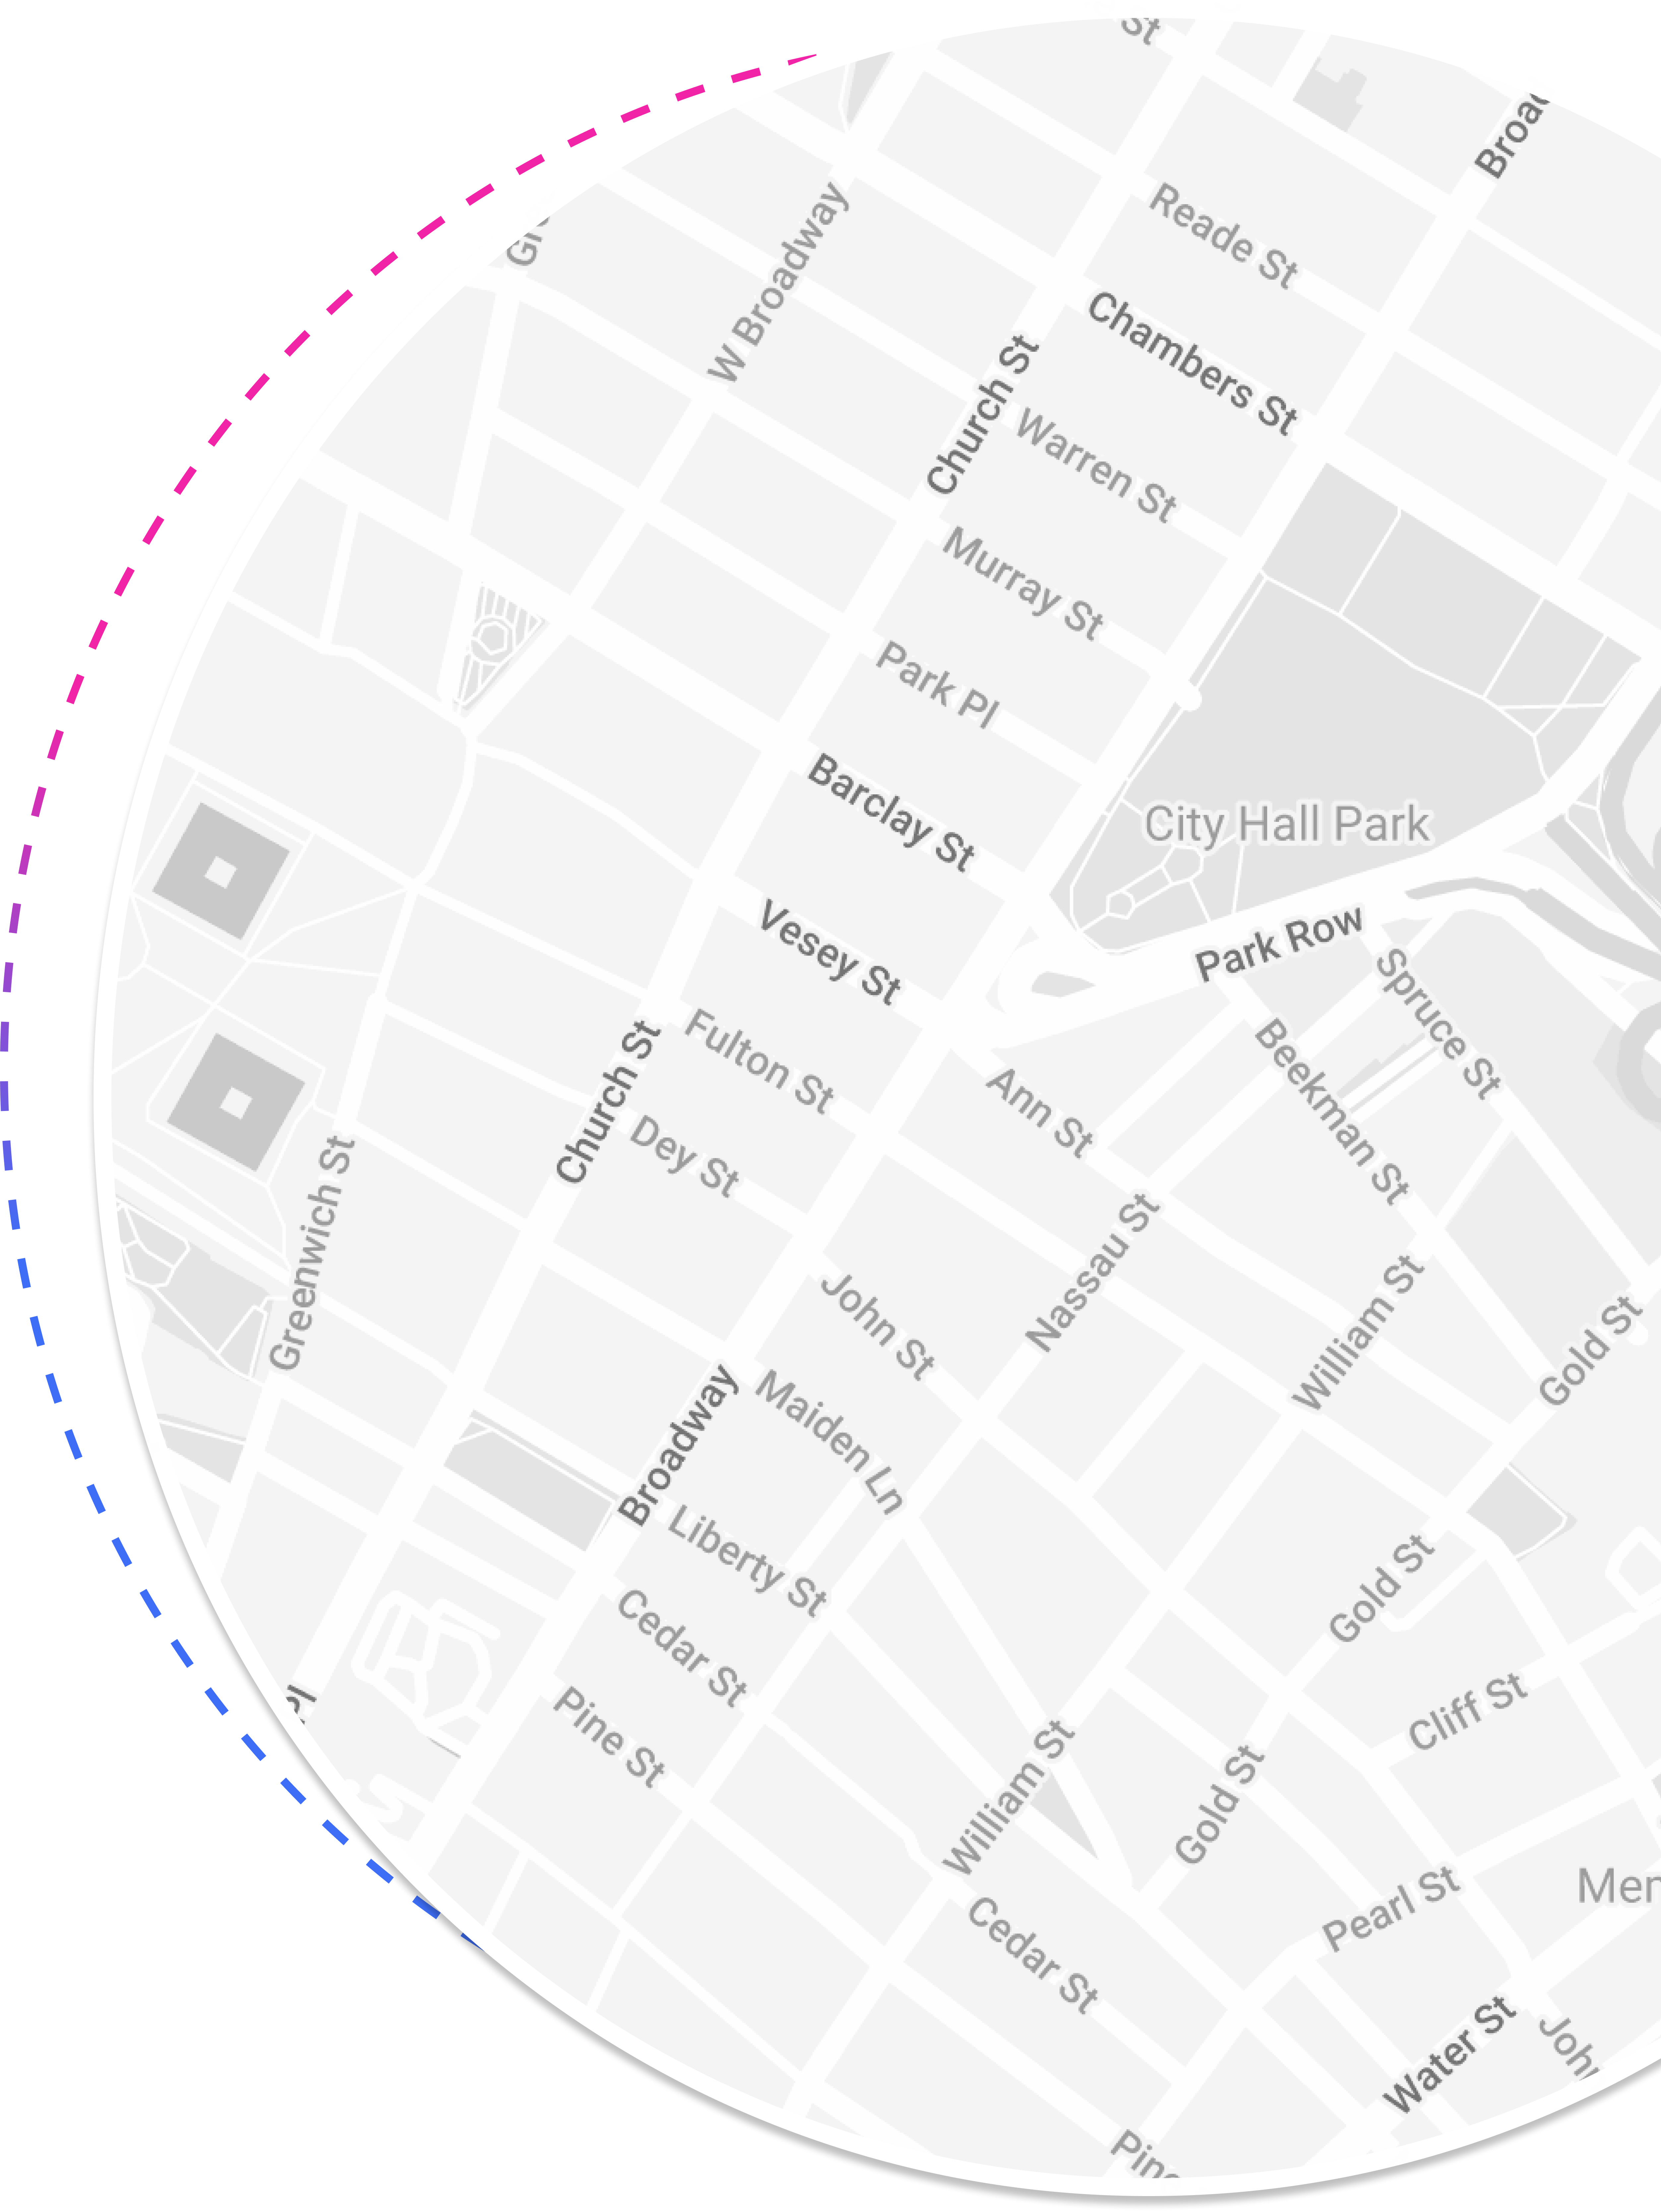 St
Broad
Reade St
W Broadway
Chambers St
Church St
Warren St
Murray St
Park Pl
Barclay St
City Hall Park
Vesey St
Park Row
Spruce St
Fulton St
Beekman St
Church St
Ann St
Dey St
Greenwich St
Nassau St
John St
William St
Gold St
Broadway
Maiden Ln
Liberty St
Gold St
Cedar St
Pl
Pine St
Cliff St
William St
Gold St
Pearl St
Cedar St
Water St